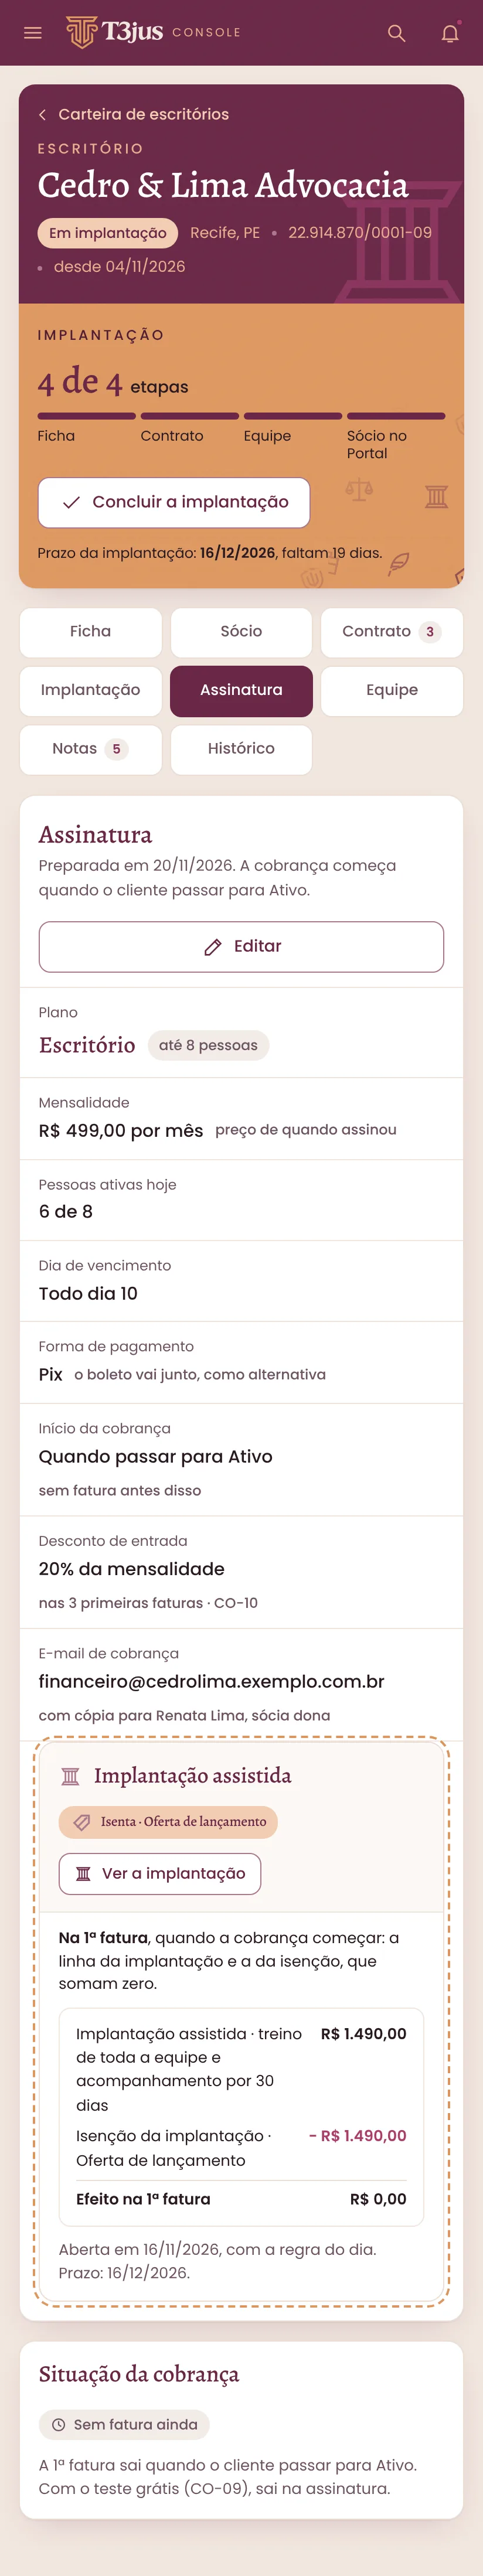 T3jus CONSOLE
Carteira de escritórios
ESCRITÓRIO
Cedro & Lima Advocacia
Em implantação Recife, PE • 22.914.870/0001-09
• desde 04/11/2026
IMPLANTAÇÃO
4 de 4 etapas
Ficha Contrato Equipe Sócio no
Portal
Concluir a implantação
Prazo da implantação: 16/12/2026, faltam 19 dias.
Ficha Sócio Contrato 3
Implantação Assinatura Equipe
Notas 5 Histórico
Assinatura
Preparada em 20/11/2026. A cobrança começa
quando o cliente passar para Ativo.
Editar
Plano
Escritório até 8 pessoas
Mensalidade
R$ 499,00 por mês preço de quando assinou
Pessoas ativas hoje
6 de 8
Dia de vencimento
Todo dia 10
Forma de pagamento
Pix o boleto vai junto, como alternativa
Início da cobrança
Quando passar para Ativo
sem fatura antes disso
Desconto de entrada
20% da mensalidade
nas 3 primeiras faturas · CO-10
E-mail de cobrança
financeiro@cedrolima.exemplo.com.br
com cópia para Renata Lima, sócia dona
Implantação assistida
Isenta · Oferta de lançamento
Ver a implantação
Na 1ª fatura, quando a cobrança começar: a
linha da implantação e a da isenção, que
somam zero.
Implantação assistida · treino R$ 1.490,00
de toda a equipe e
acompanhamento por 30
dias
Isenção da implantação · − R$ 1.490,00
Oferta de lançamento
Efeito na 1ª fatura R$ 0,00
Aberta em 16/11/2026, com a regra do dia.
Prazo: 16/12/2026.
Situação da cobrança
Sem fatura ainda
A 1ª fatura sai quando o cliente passar para Ativo.
Com o teste grátis (CO-09), sai na assinatura.